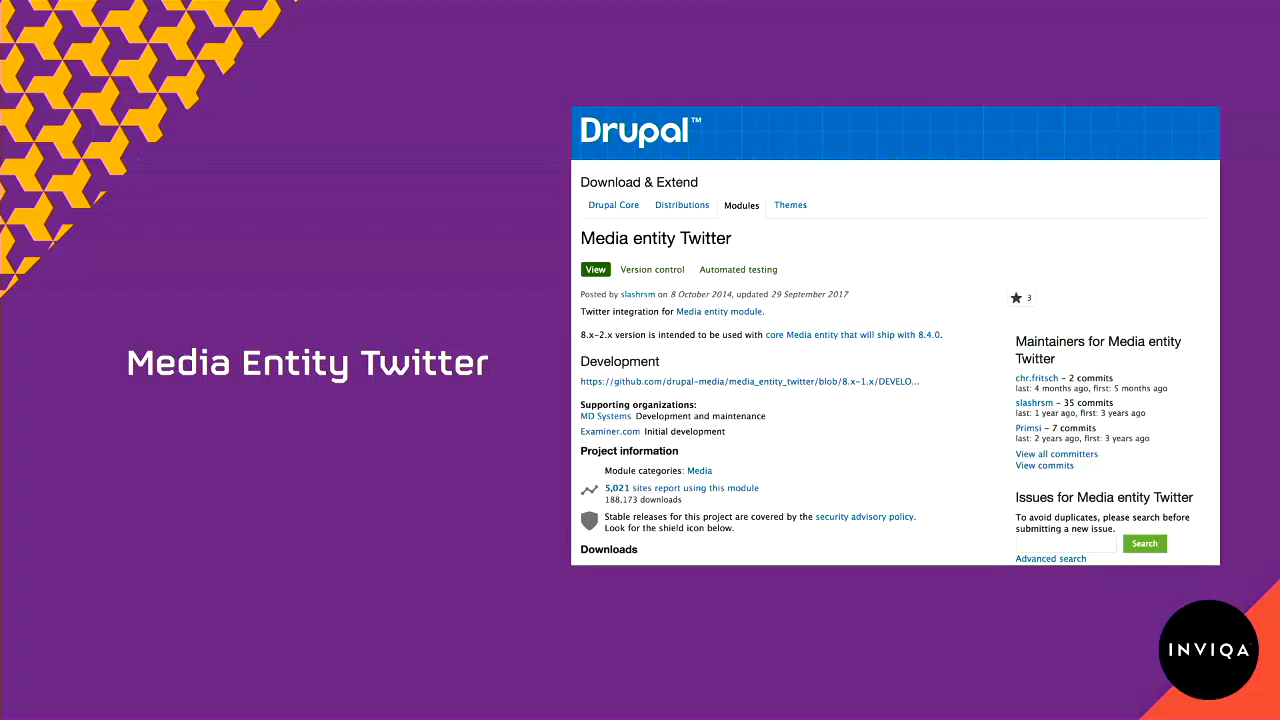 Media Entity Twitter
Drupal™
Download & Extend
Drupal Core Distributions Modules Themes
Media entity Twitter
View Version control Automated testing
Posted by slashrsm on 8 October 2014, updated 29 September 2017
3
Twitter integration for Media entity module.
8.x-2.x version is intended to be used with core Media entity that will ship with 8.4.0.
Development
https://github.com/drupal-media/media_entity_twitter/blob/8.x-1.x/DEVELO...
Supporting organizations:
MD Systems Development and maintenance
Examiner.com Initial development
Project information
Module categories: Media
5,021 sites report using this module
188,173 downloads
Stable releases for this project are covered by the security advisory policy.
Look for the shield icon below.
Downloads
Maintainers for Media entity
Twitter
chr.fritsch – 2 commits
last: 4 months ago, first: 5 months ago
slashrsm – 35 commits
last: 1 year ago, first: 3 years ago
Primsi – 7 commits
last: 2 years ago, first: 3 years ago
View all committers
View commits
Issues for Media entity Twitter
To avoid duplicates, please search before
submitting a new issue.
Search
Advanced search
INVIQA